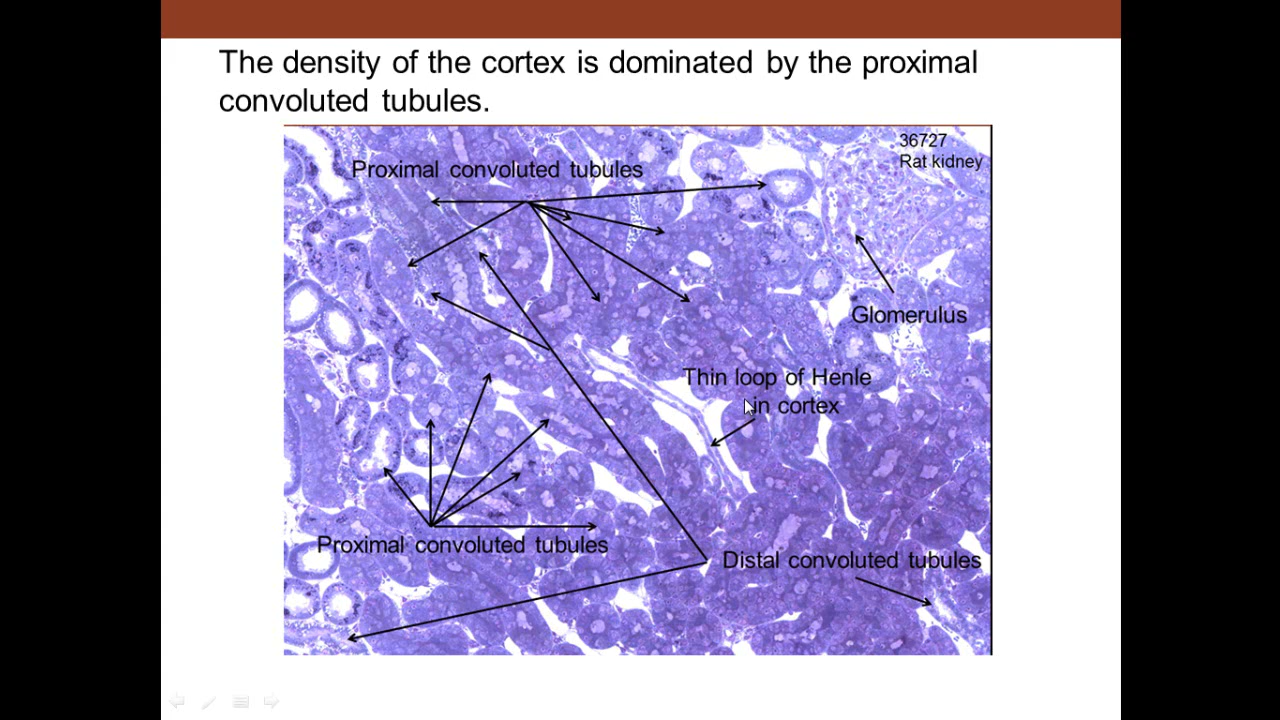 The density of the cortex is dominated by the proximal
convoluted tubules.
36727
Rat kidney
Proximal convoluted tubules
Glomerulus
Thin loop of Henle
in cortex
Proximal convoluted tubules
Distal convoluted tubules